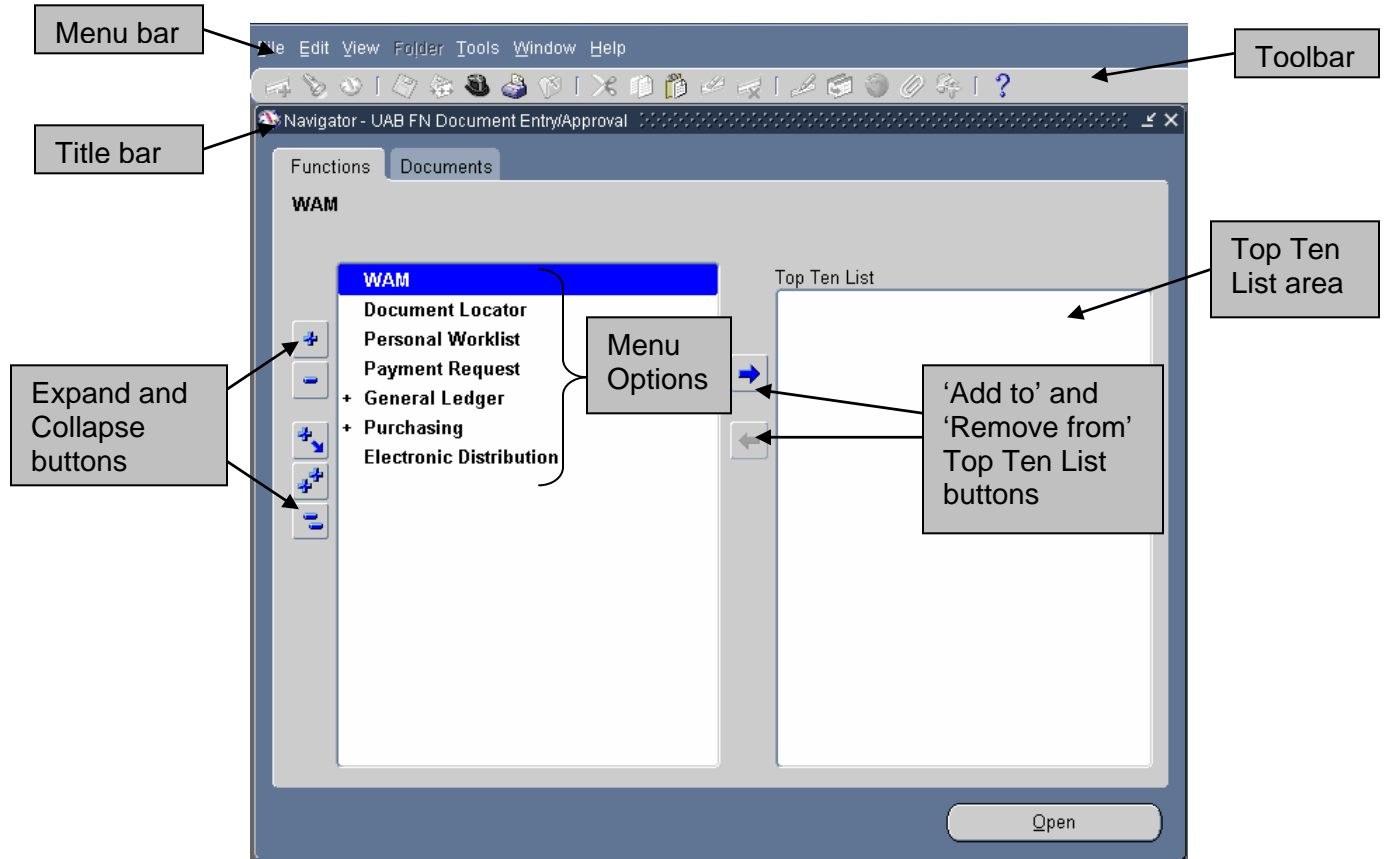 Menu bar
File Edit View Folder Tools Window Help
Toolbar
Navigator - UAB FN Document Entry/Approval
Title bar
Functions Documents
WAM
Top Ten
List area
WAM
Document Locator
Personal Worklist
Payment Request
+ General Ledger
+ Purchasing
Electronic Distribution
Menu
Options
Top Ten List
Expand and
Collapse
buttons
‘Add to’ and
‘Remove from’
Top Ten List
buttons
Open